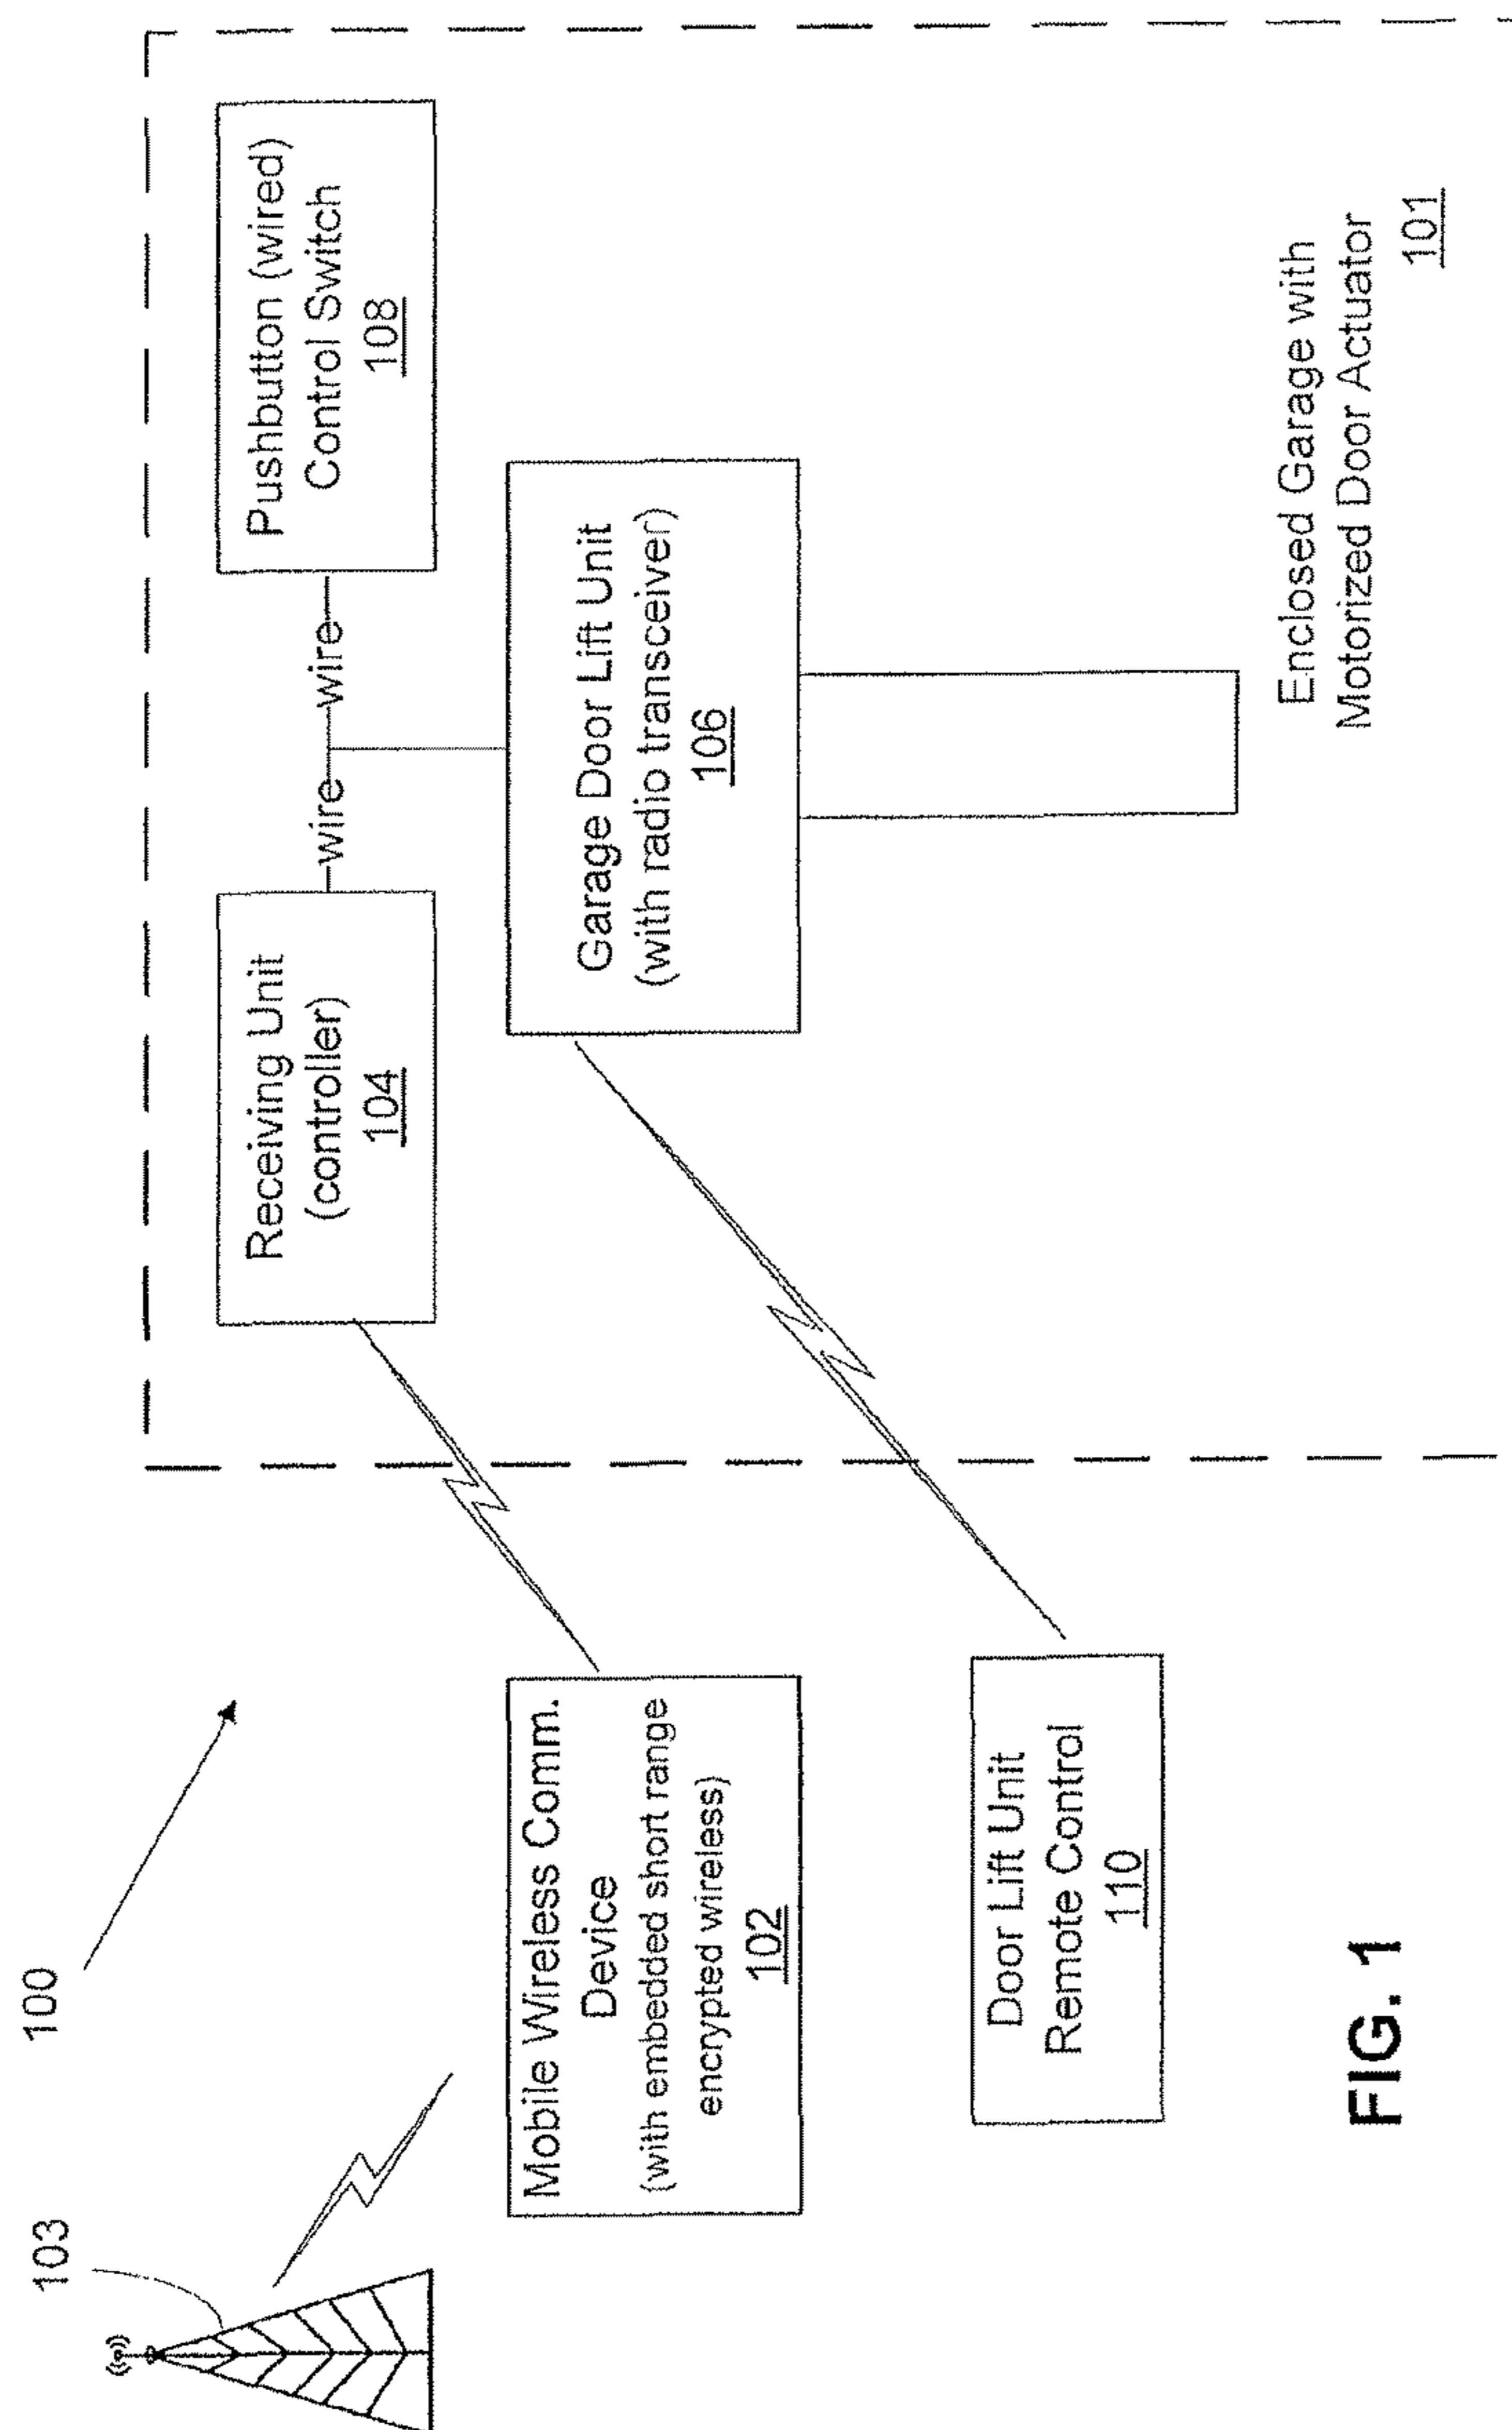 100
103
Mobile Wireless Comm.
Device
(with embedded short range
encrypted wireless)
102
Door Lift Unit
Remote Control
110
Receiving Unit
(controller)
104
wire
wire
Pushbutton (wired)
Control Switch
108
Garage Door Lift Unit
(with radio transceiver)
106
Enclosed Garage with
Motorized Door Actuator
101
FIG. 1